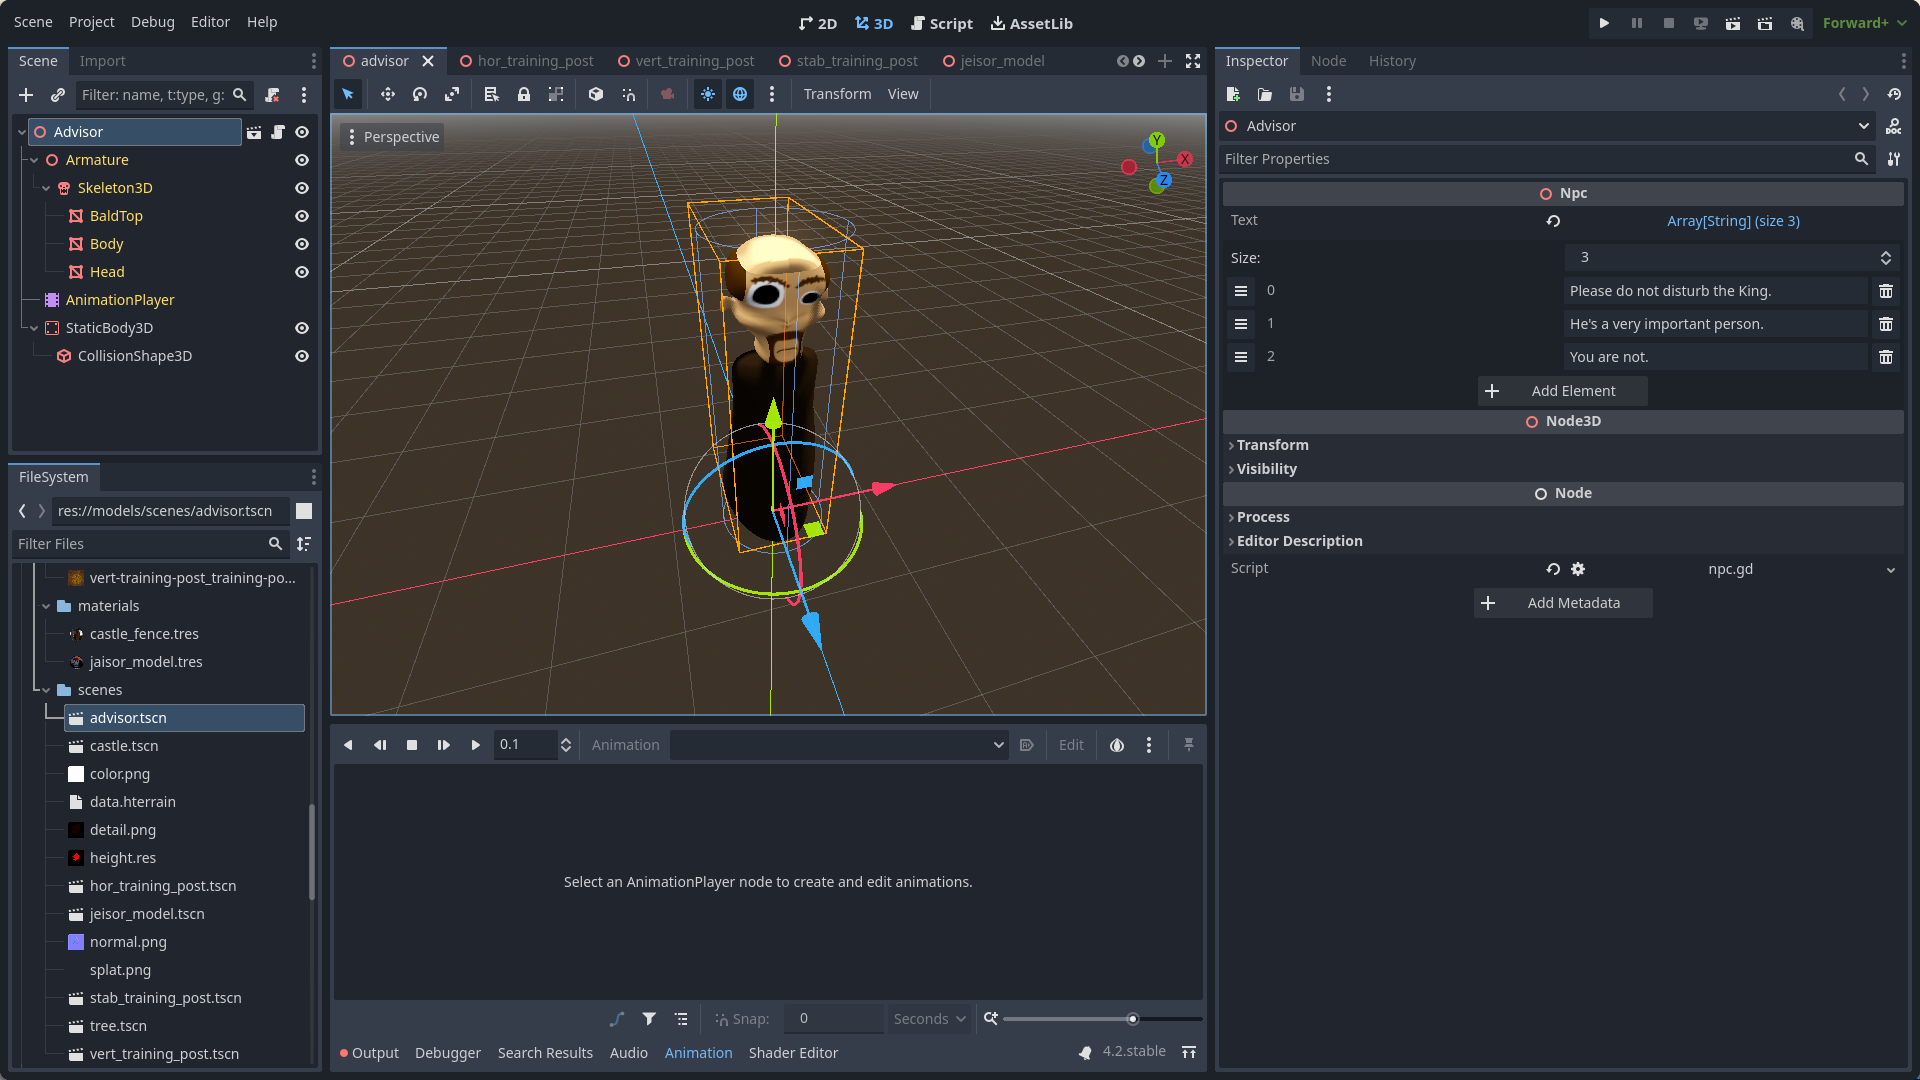 Scene Project Debug Editor Help
2D 3D Script AssetLib
Forward+
Scene Import
Filter: name, t:type, g:
Advisor
Armature
Skeleton3D
BaldTop
Body
Head
AnimationPlayer
StaticBody3D
CollisionShape3D
FileSystem
res://models/scenes/advisor.tscn
Filter Files
vert-training-post_training-po...
materials
castle_fence.tres
jaisor_model.tres
scenes
advisor.tscn
castle.tscn
color.png
data.hterrain
detail.png
height.res
hor_training_post.tscn
jeisor_model.tscn
normal.png
splat.png
stab_training_post.tscn
tree.tscn
vert_training_post.tscn
advisor hor_training_post vert_training_post stab_training_post jeisor_model
Transform View
Perspective
Y
X
Z
0.1 Animation Edit
Select an AnimationPlayer node to create and edit animations.
Snap: 0 Seconds
Output Debugger Search Results Audio Animation Shader Editor 4.2.stable
Inspector Node History
Advisor
DOC
Filter Properties
Npc
Text Array[String] (size 3)
Size: 3
0 Please do not disturb the King.
1 He's a very important person.
2 You are not.
Add Element
Node3D
Transform
Visibility
Node
Process
Editor Description
Script npc.gd
Add Metadata